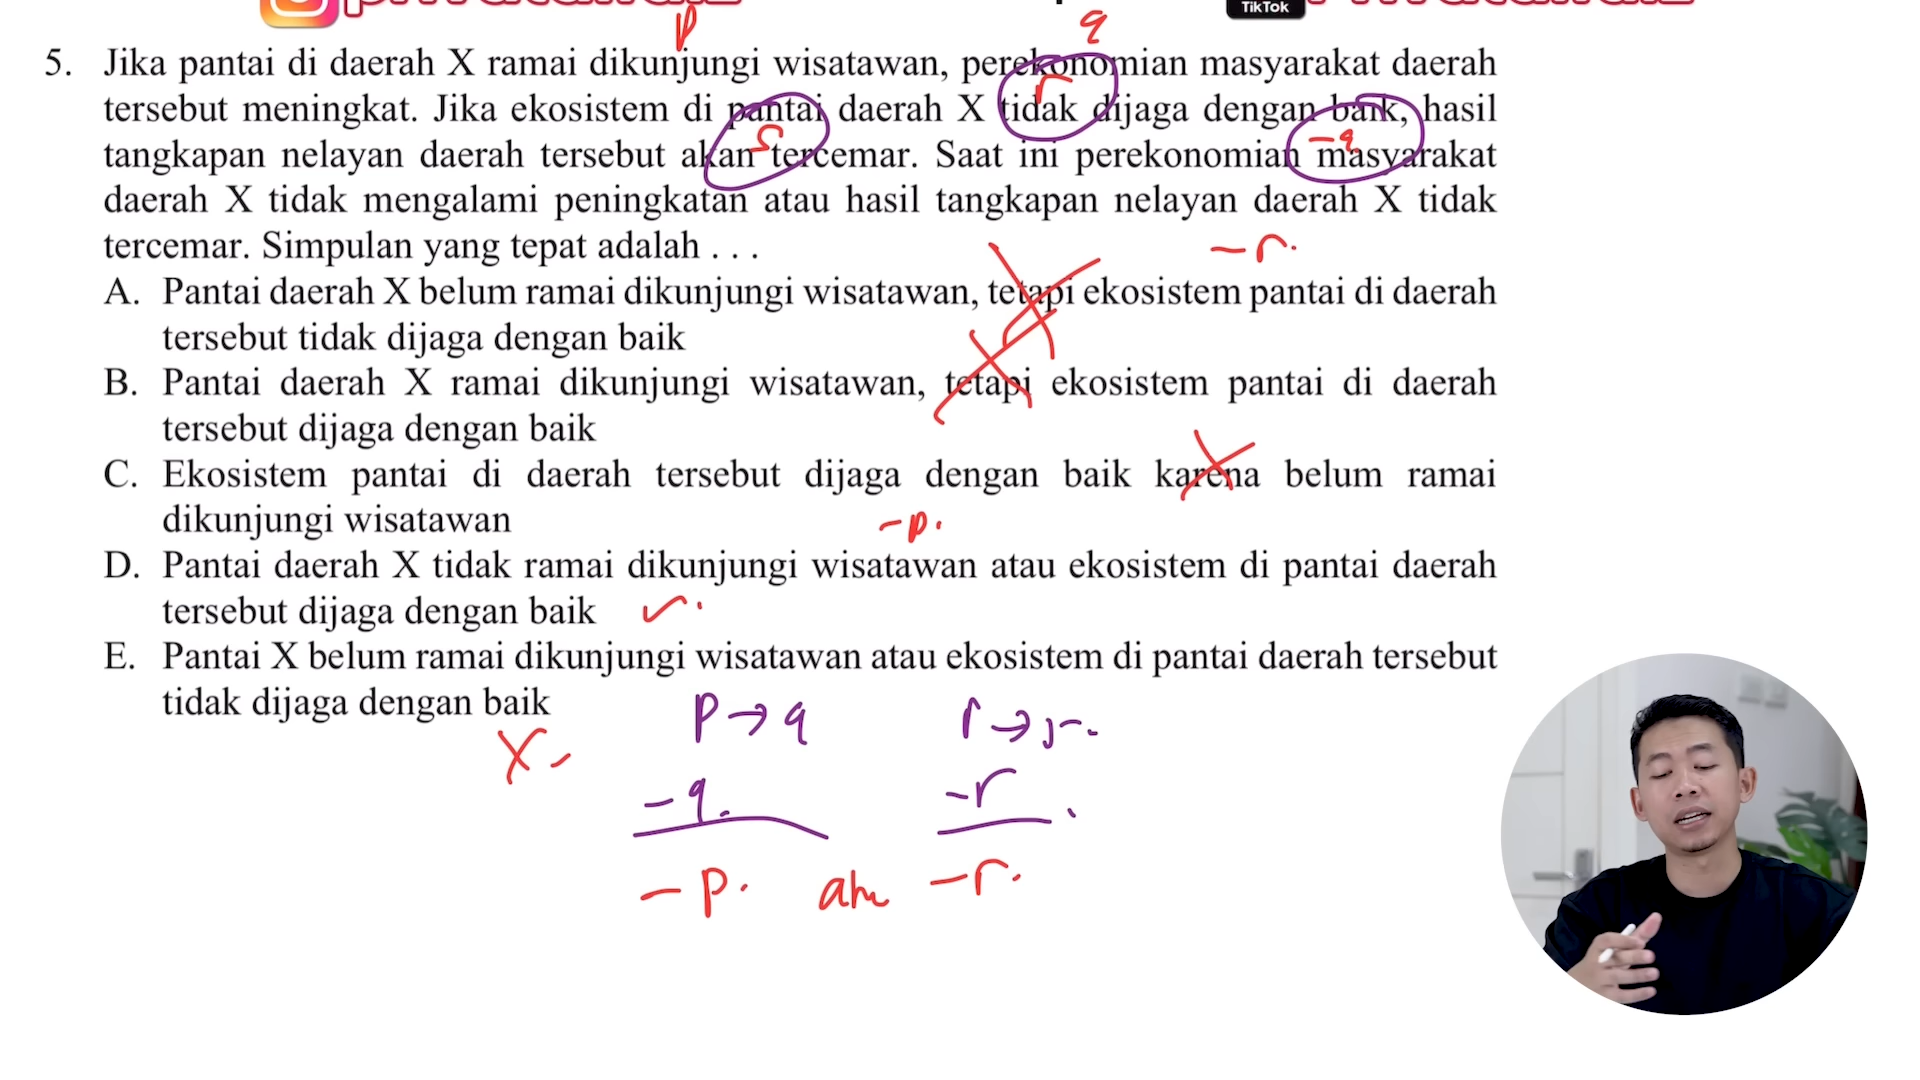 TikTok
p
q
5. Jika pantai di daerah X ramai dikunjungi wisatawan, perekonomian masyarakat daerah
r
tersebut meningkat. Jika ekosistem di pantai daerah X tidak dijaga dengan baik, hasil
s
-q
tangkapan nelayan daerah tersebut akan tercemar. Saat ini perekonomian masyarakat
daerah X tidak mengalami peningkatan atau hasil tangkapan nelayan daerah X tidak
tercemar. Simpulan yang tepat adalah . . .
-r.
A. Pantai daerah X belum ramai dikunjungi wisatawan, tetapi ekosistem pantai di daerah
tersebut tidak dijaga dengan baik
B. Pantai daerah X ramai dikunjungi wisatawan, tetapi ekosistem pantai di daerah
tersebut dijaga dengan baik
C. Ekosistem pantai di daerah tersebut dijaga dengan baik karena belum ramai
dikunjungi wisatawan
-p.
D. Pantai daerah X tidak ramai dikunjungi wisatawan atau ekosistem di pantai daerah
tersebut dijaga dengan baik
E. Pantai X belum ramai dikunjungi wisatawan atau ekosistem di pantai daerah tersebut
tidak dijaga dengan baik
p→q r→s.
-q. -r
-p. atau -r.